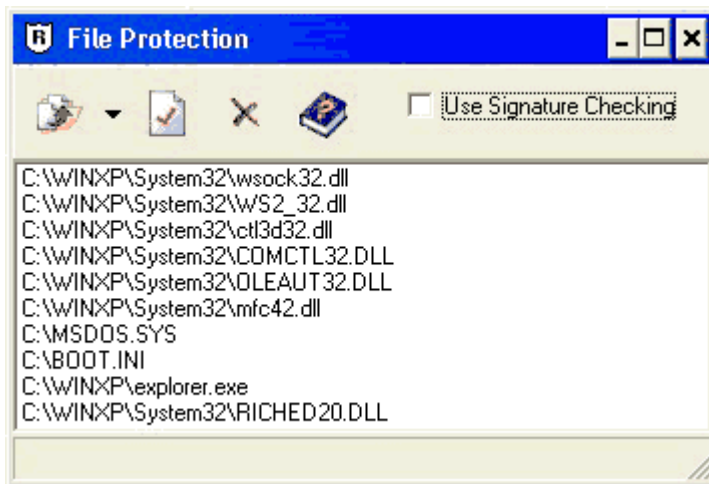 File Protection
Use Signature Checking
C:\WINXP\System32\wsock32.dll
C:\WINXP\System32\WS2_32.dll
C:\WINXP\System32\ctl3d32.dll
C:\WINXP\System32\COMCTL32.DLL
C:\WINXP\System32\OLEAUT32.DLL
C:\WINXP\System32\mfc42.dll
C:\MSDOS.SYS
C:\BOOT.INI
C:\WINXP\explorer.exe
C:\WINXP\System32\RICHED20.DLL